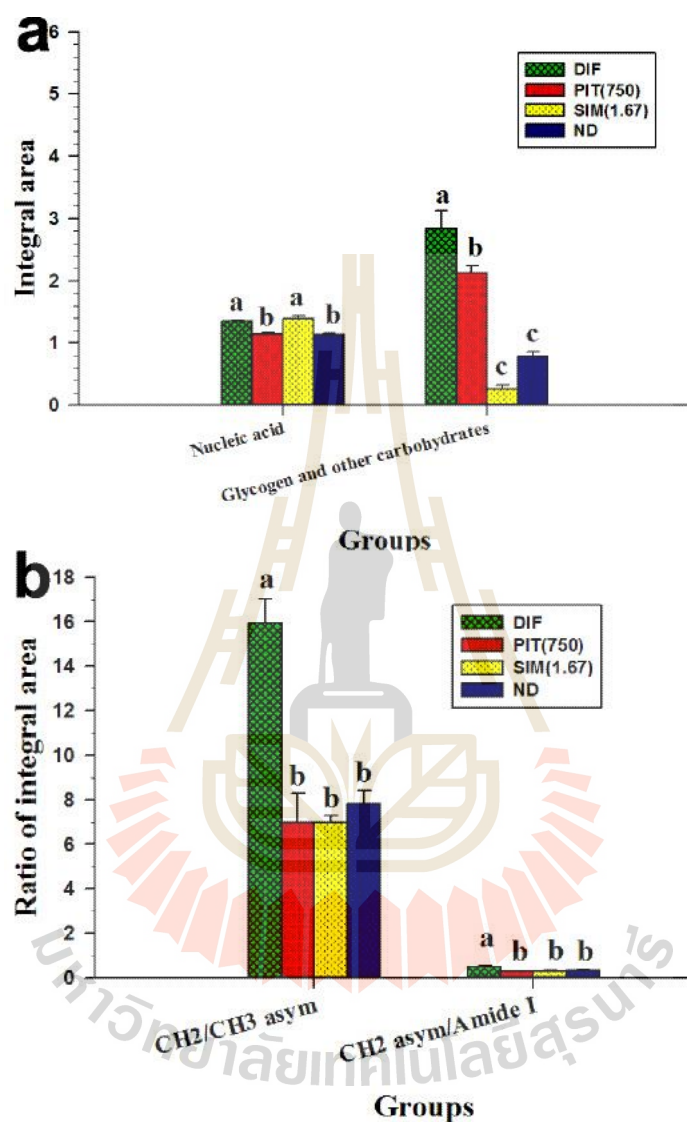 a
6
5
4
3
2
1
0
Integral area
DIF
PIT(750)
SIM(1.67)
ND
a
b
a
b
a
b
c
c
Nucleic acid
Glycogen and other carbohydrates
Groups
b
18
16
14
12
10
8
6
4
2
0
Ratio of integral area
DIF
PIT(750)
SIM(1.67)
ND
a
b
b
b
a
b
b
b
CH2/CH3 asym
CH2 asym/Amide I
Groups
มหาวิทยาลัยเทคโนโลยีสุรนารี